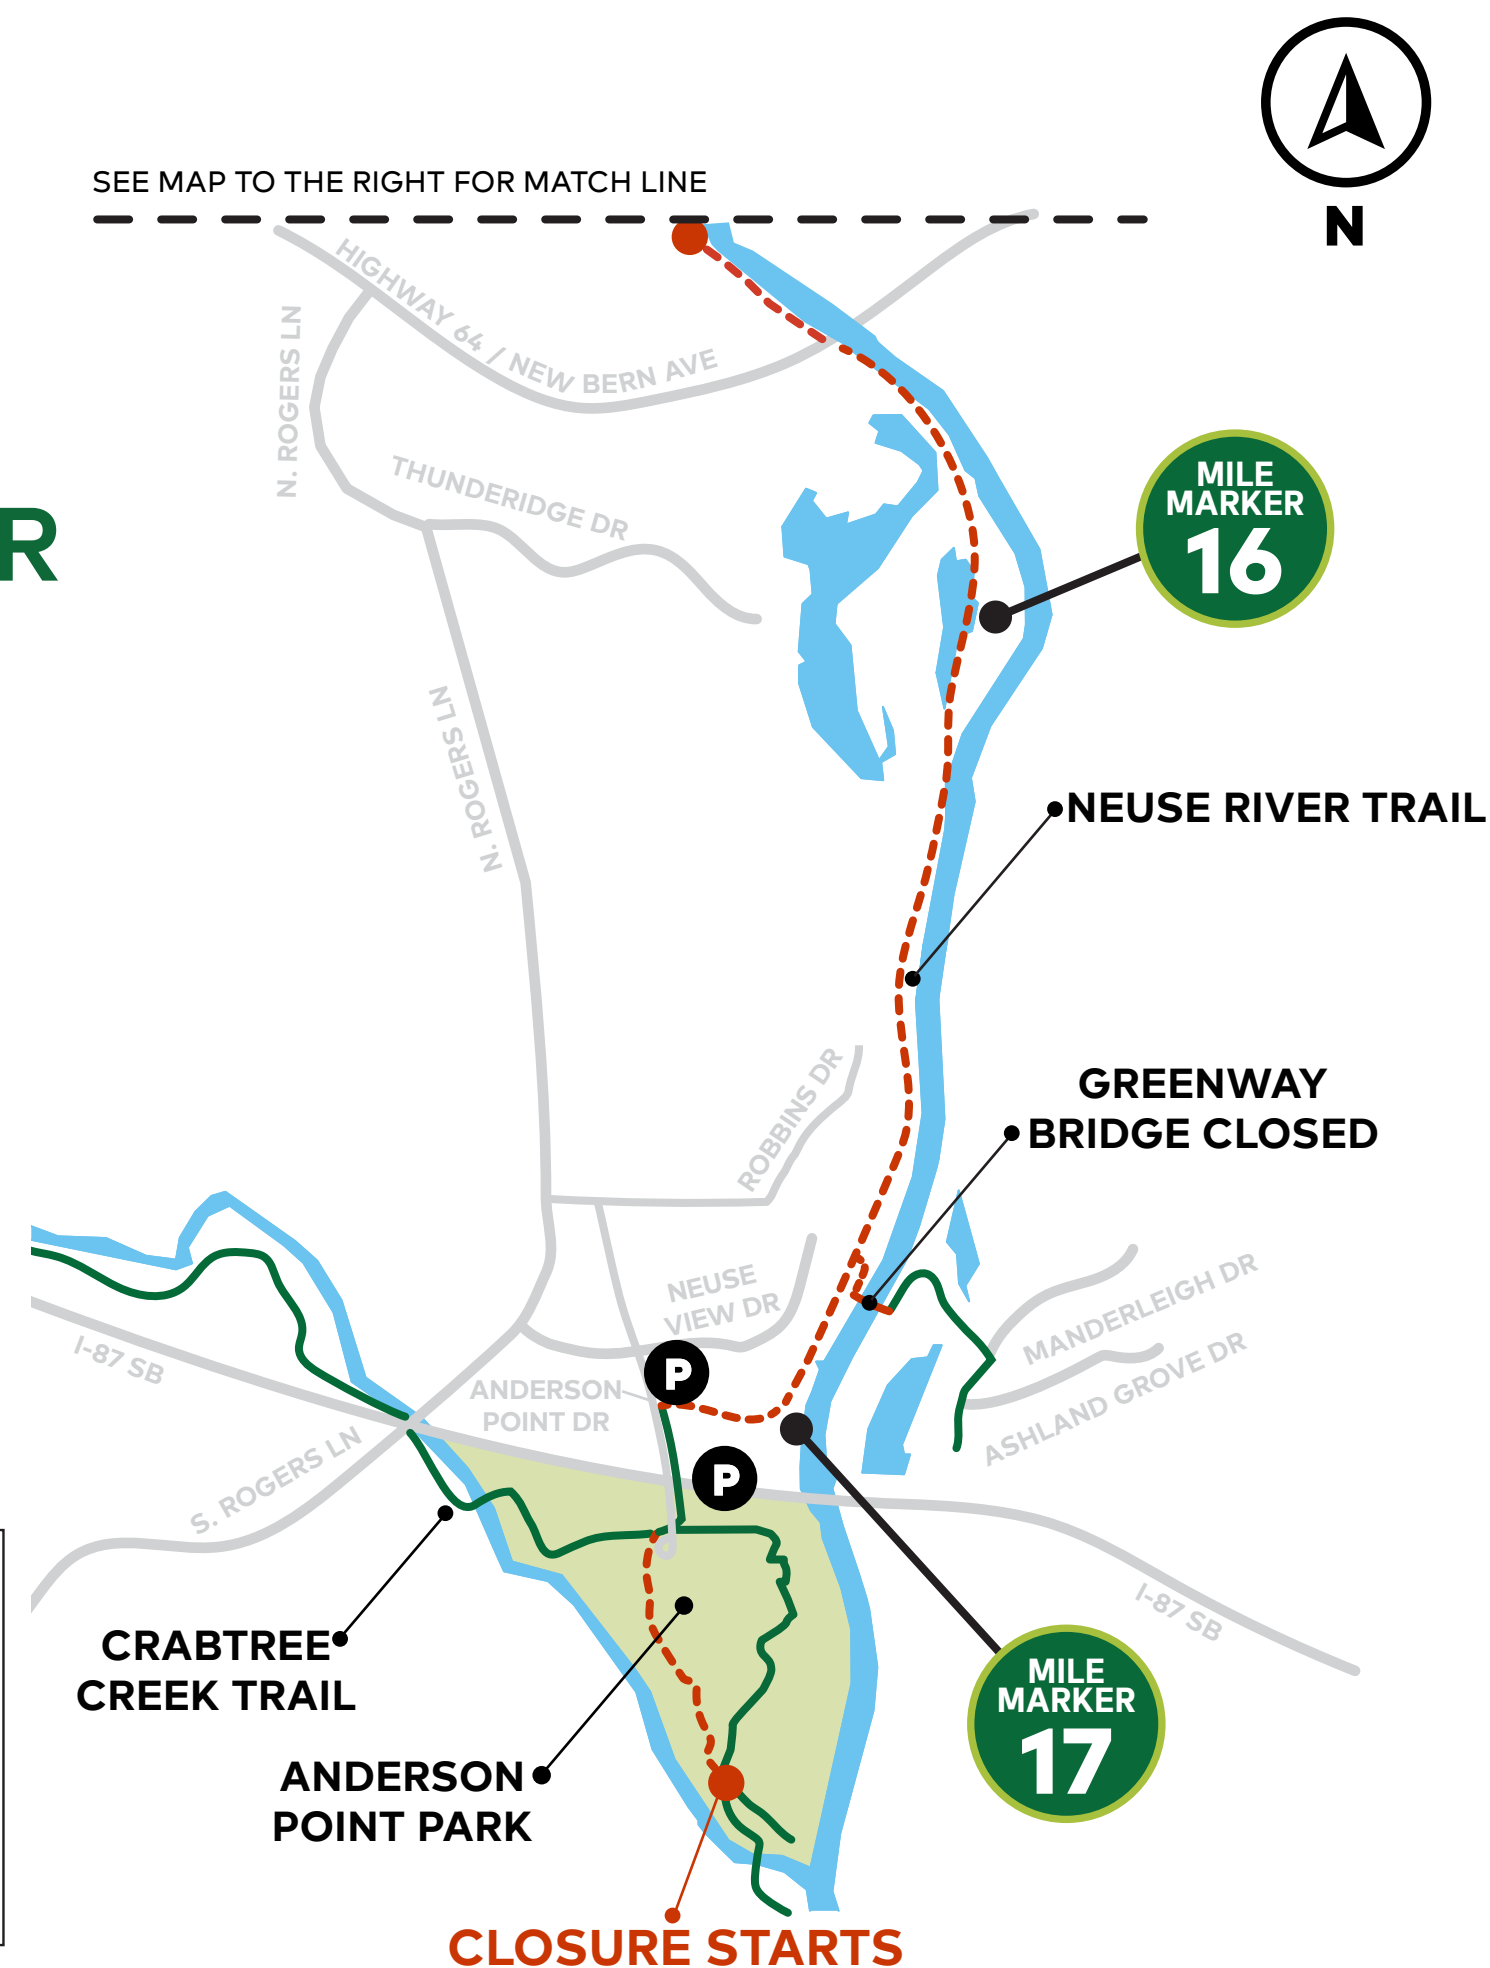 SEE MAP TO THE RIGHT FOR MATCH LINE
N
HIGHWAY 64 / NEW BERN AVE
N. ROGERS LN
THUNDERIDGE DR
MILE
MARKER
16
R
N. ROGERS LN
NEUSE RIVER TRAIL
ROBBINS DR
GREENWAY
BRIDGE CLOSED
NEUSE
VIEW DR
MANDERLEIGH DR
ASHLAND GROVE DR
I-87 SB
P
ANDERSON
POINT DR
S. ROGERS LN
P
I-87 SB
CRABTREE
CREEK TRAIL
MILE
MARKER
17
ANDERSON
POINT PARK
CLOSURE STARTS